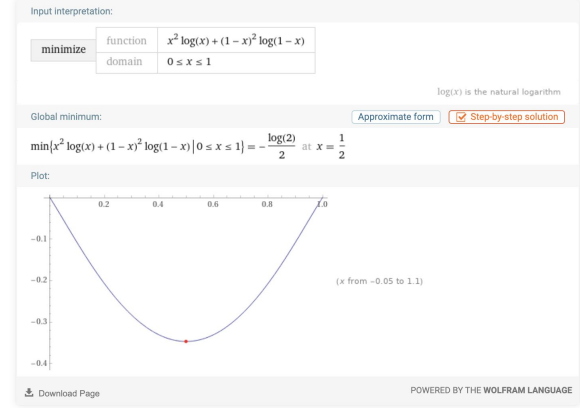 Input interpretation:
minimize function x² log(x) + (1 − x)² log(1 − x)
domain 0 ≤ x ≤ 1
log(x) is the natural logarithm
Global minimum: Approximate form Step-by-step solution
min{x² log(x) + (1 − x)² log(1 − x) | 0 ≤ x ≤ 1} = − log(2)/2 at x = 1/2
Plot:
0.2 0.4 0.6 0.8 1.0
−0.1
−0.2
(x from −0.05 to 1.1)
−0.3
−0.4
Download Page POWERED BY THE WOLFRAM LANGUAGE